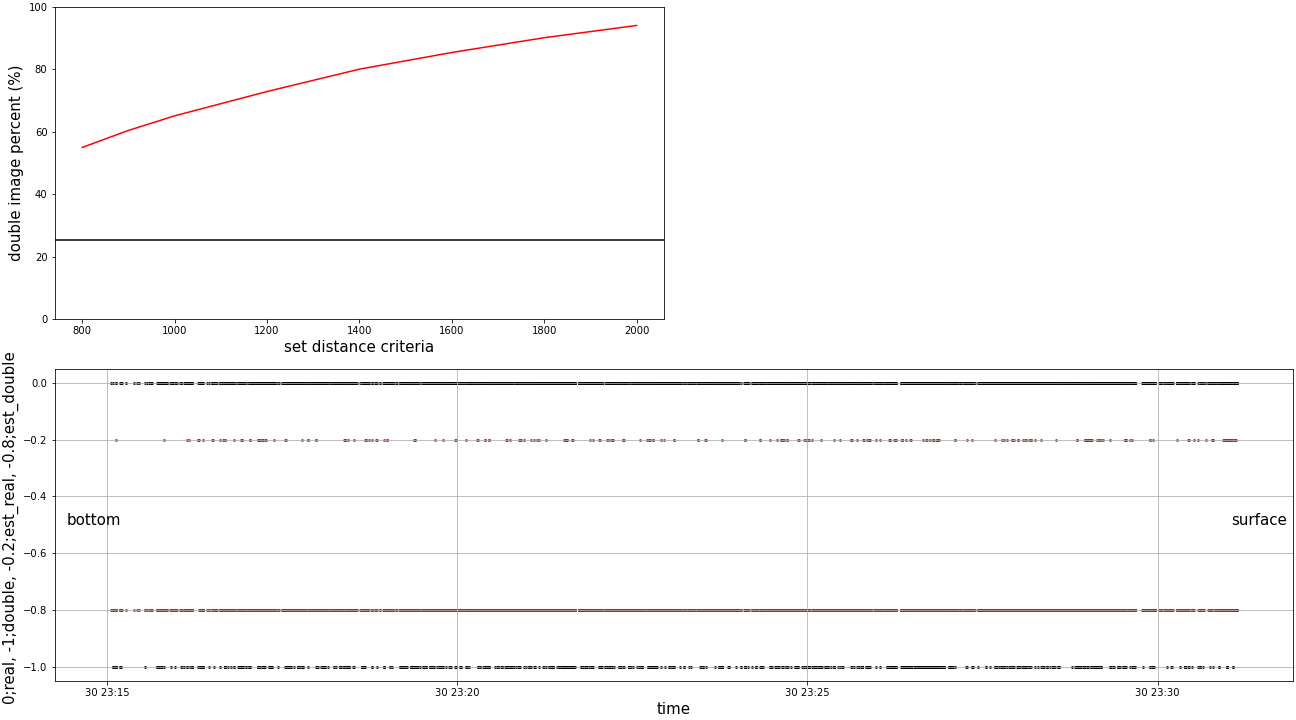 100
80
60
40
20
0
double image percent (%)
800 1000 1200 1400 1600 1800 2000
set distance criteria
0;real, -1;double, -0.2;est_real, -0.8;est_double
0.0
−0.2
−0.4
−0.6
−0.8
−1.0
bottom
surface
30 23:15 30 23:20 30 23:25 30 23:30
time